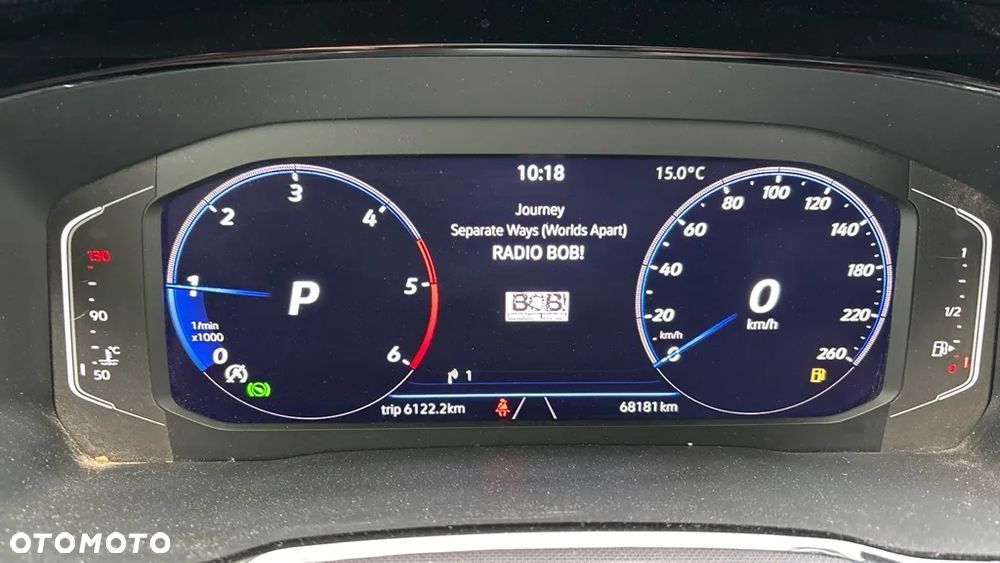 10:18
15.0°C
Journey
Separate Ways (Worlds Apart)
RADIO BOB!
BOB!
130
90
°C
50
0
1
2
3
4
5
6
1/min
x1000
P
A
0
20
40
60
80
100
120
140
180
220
260
km/h
0
km/h
1
1/2
0
1
trip 6122.2km
68181 km
OTOMOTO